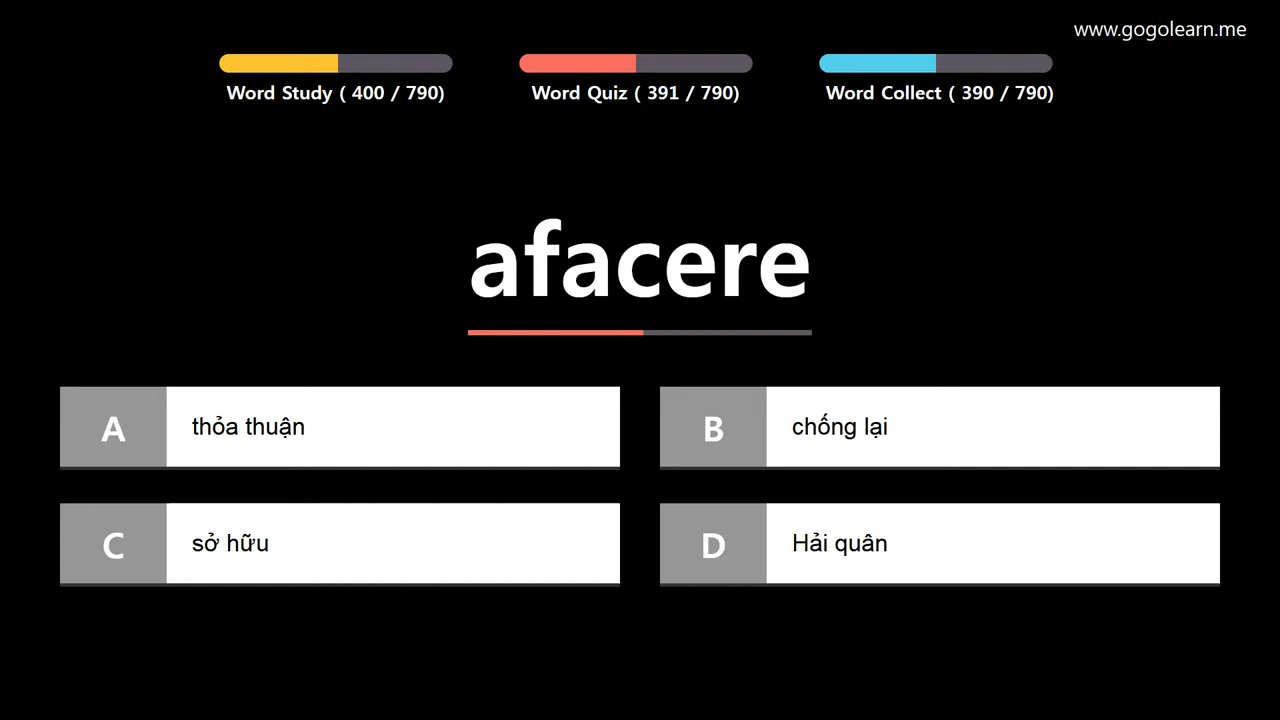 www.gogolearn.me
Word Study ( 400 / 790)
Word Quiz ( 391 / 790)
Word Collect ( 390 / 790)
afacere
A thỏa thuận
B chống lại
C sở hữu
D Hải quân